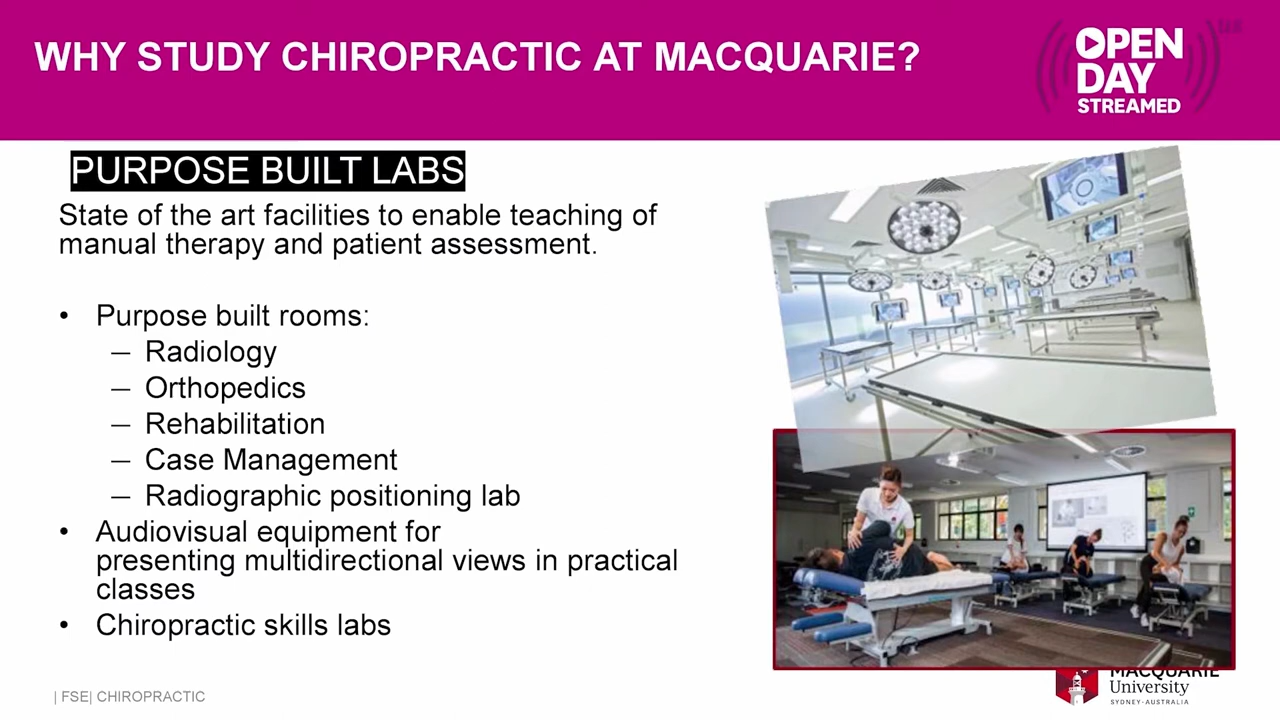 WHY STUDY CHIROPRACTIC AT MACQUARIE?
OPEN
DAY
STREAMED
PURPOSE BUILT LABS
State of the art facilities to enable teaching of
manual therapy and patient assessment.
• Purpose built rooms:
– Radiology
– Orthopedics
– Rehabilitation
– Case Management
– Radiographic positioning lab
• Audiovisual equipment for
presenting multidirectional views in practical
classes
• Chiropractic skills labs
| FSE| CHIROPRACTIC
MACQUARIE
University
SYDNEY·AUSTRALIA